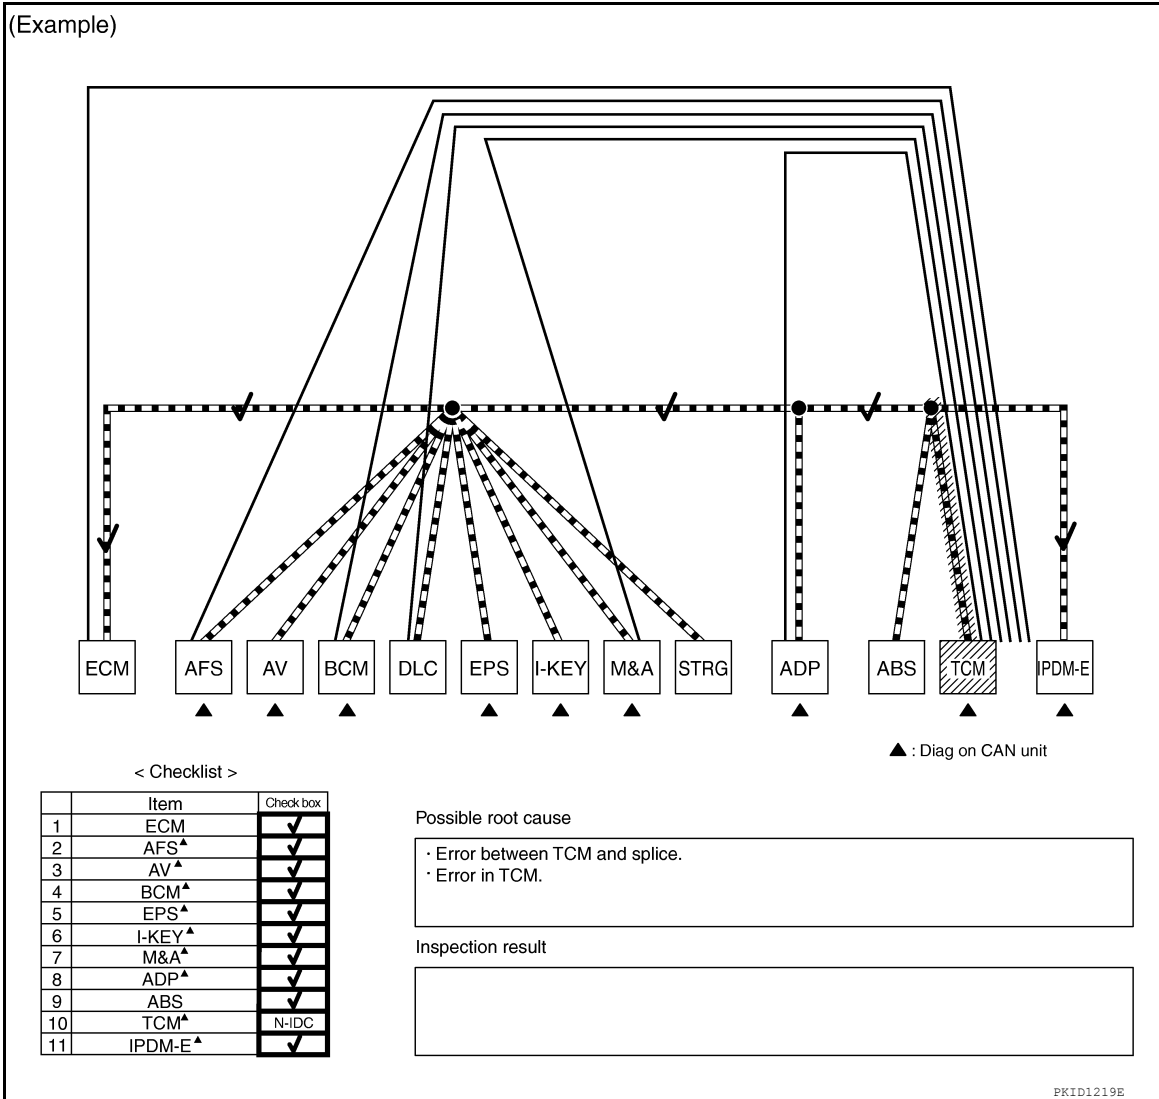 (Example)
ECM AFS AV BCM DLC EPS I-KEY M&A STRG ADP ABS TCM IPDM-E
▲ : Diag on CAN unit
< Checklist >
Item Check box
1 ECM ✓
2 AFS▲ ✓
3 AV▲ ✓
4 BCM▲ ✓
5 EPS▲ ✓
6 I-KEY▲ ✓
7 M&A▲ ✓
8 ADP▲ ✓
9 ABS ✓
10 TCM▲ N-IDC
11 IPDM-E▲ ✓
Possible root cause
· Error between TCM and splice.
· Error in TCM.
Inspection result
PKID1219E